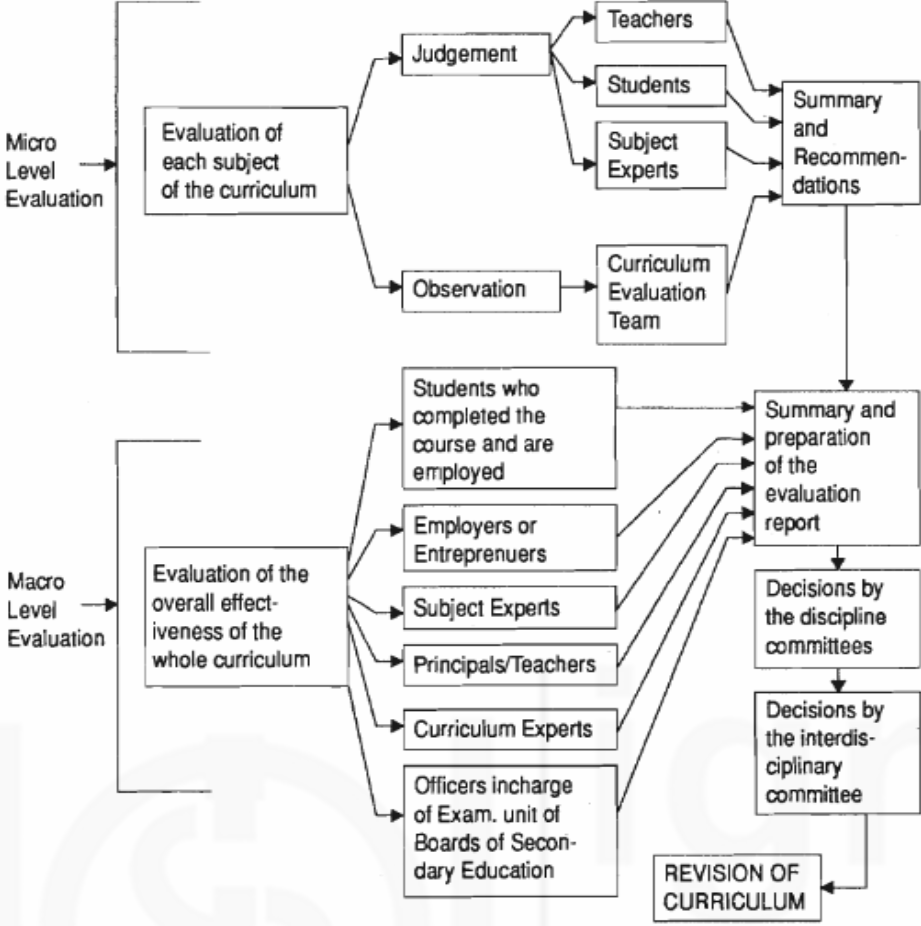 Micro
Level
Evaluation
Evaluation of
each subject
of the curriculum
Judgement
Observation
Teachers
Students
Subject
Experts
Curriculum
Evaluation
Team
Summary
and
Recommen-
dations
Macro
Level
Evaluation
Evaluation of the
overall effect-
iveness of the
whole curriculum
Students who
completed the
course and are
employed
Employers or
Entreprenuers
Subject Experts
Principals/Teachers
Curriculum Experts
Officers incharge
of Exam. unit of
Boards of Secon-
dary Education
Summary and
preparation
of the
evaluation
report
Decisions by
the discipline
committees
Decisions by
the interdis-
ciplinary
committee
REVISION OF
CURRICULUM